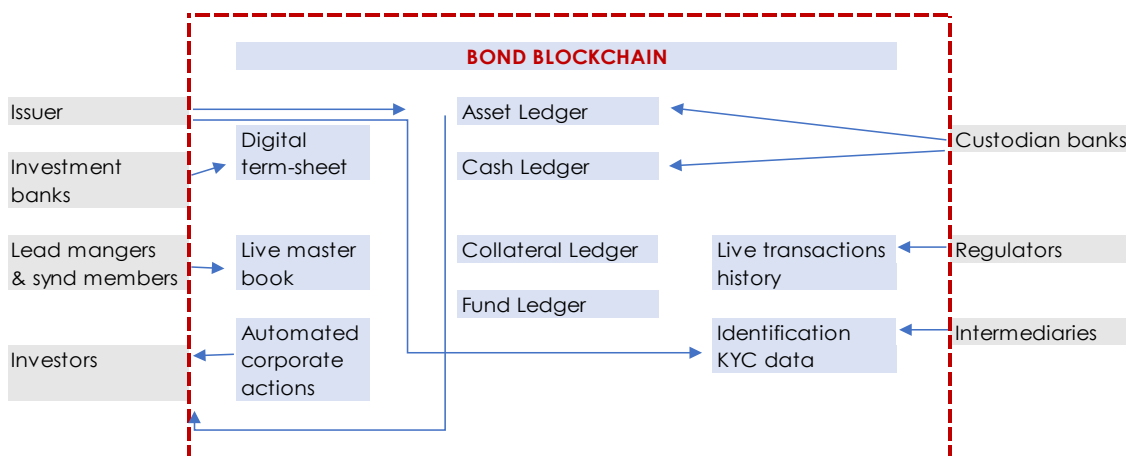 BOND BLOCKCHAIN
Issuer
Investment
banks
Lead mangers
& synd members
Investors
Digital
term-sheet
Live master
book
Automated
corporate
actions
Asset Ledger
Cash Ledger
Collateral Ledger
Fund Ledger
Live transactions
history
Identification
KYC data
Custodian banks
Regulators
Intermediaries